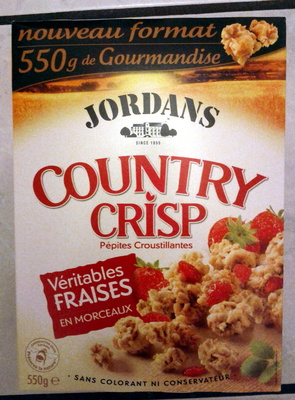 nouveau format
550g de Gourmandise
JORDANS
SINCE 1855
COUNTRY
CRISP
Pépites Croustillantes
Véritables
FRAISES
EN MORCEAUX
550g e
*SANS COLORANT NI CONSERVATEUR*